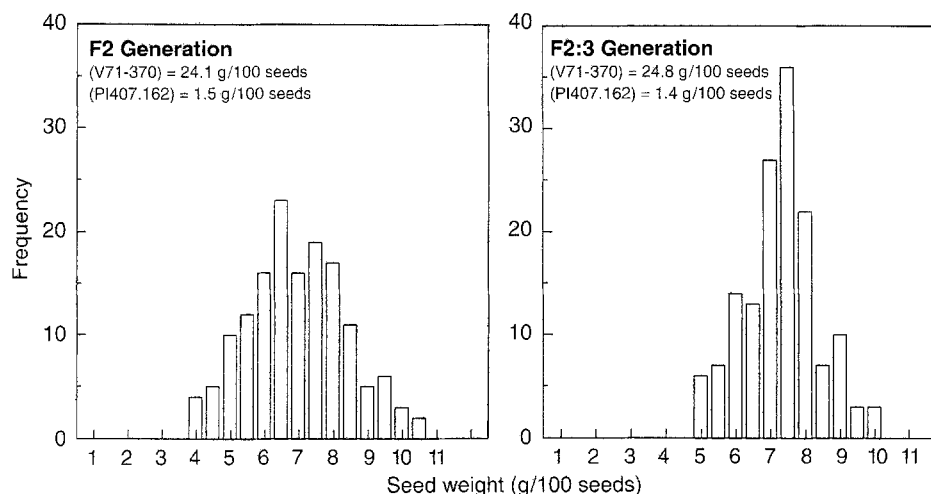 F2 Generation
(V71-370) = 24.1 g/100 seeds
(PI407.162) = 1.5 g/100 seeds
40
30
20
10
0
Frequency
1 2 3 4 5 6 7 8 9 10 11
F2:3 Generation
(V71-370) = 24.8 g/100 seeds
(PI407.162) = 1.4 g/100 seeds
40
30
20
10
0
1 2 3 4 5 6 7 8 9 10 11
Seed weight (g/100 seeds)